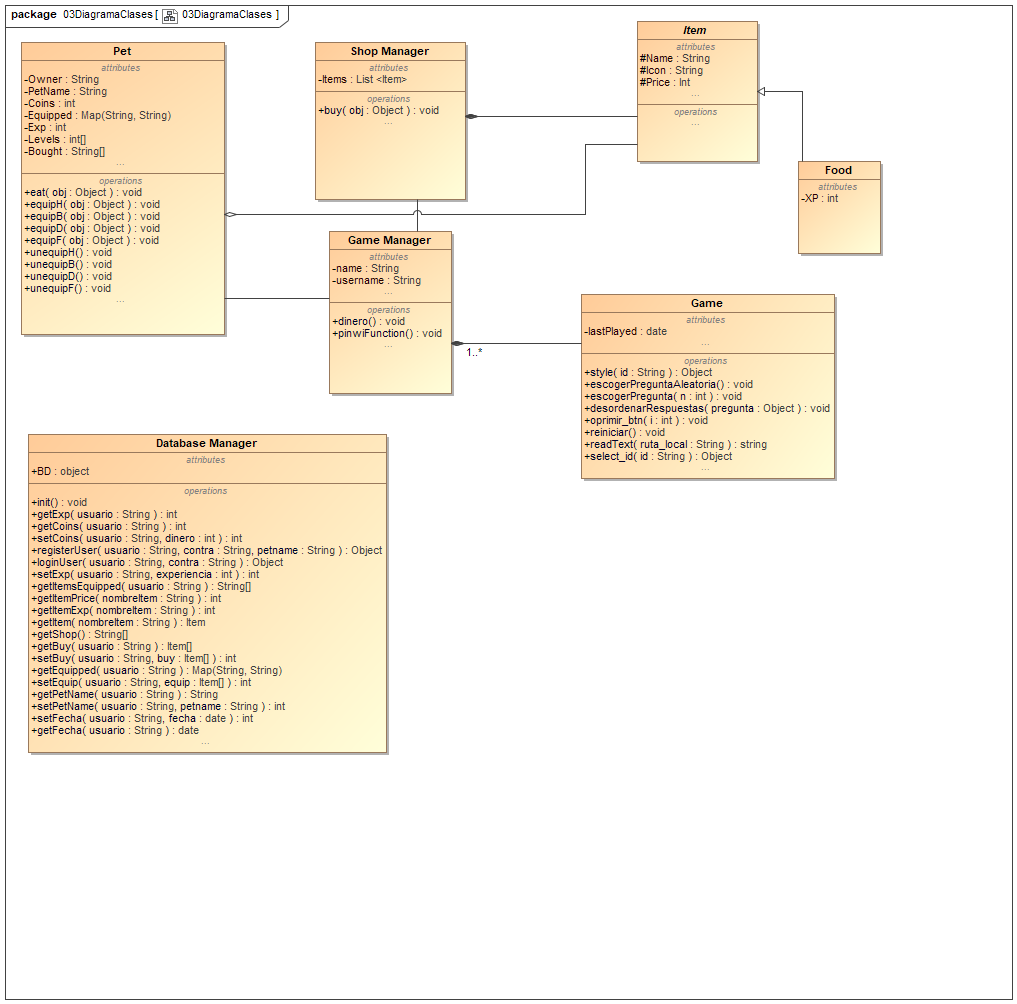 package 03DiagramaClases [ 03DiagramaClases ]
Pet
attributes
-Owner : String
-PetName : String
-Coins : int
-Equipped : Map(String, String)
-Exp : int
-Levels : int[]
-Bought : String[]
...
operations
+eat( obj : Object ) : void
+equipH( obj : Object ) : void
+equipB( obj : Object ) : void
+equipD( obj : Object ) : void
+equipF( obj : Object ) : void
+unequipH() : void
+unequipB() : void
+unequipD() : void
+unequipF() : void
...
Shop Manager
attributes
-Items : List <Item>
operations
+buy( obj : Object ) : void
...
Item
attributes
#Name : String
#Icon : String
#Price : Int
...
operations
...
Food
attributes
-XP : int
Game Manager
attributes
-name : String
-username : String
...
operations
+dinero() : void
+pinwiFunction() : void
...
1..*
Game
attributes
-lastPlayed : date
...
operations
+style( id : String ) : Object
+escogerPreguntaAleatoria() : void
+escogerPregunta( n : int ) : void
+desordenarRespuestas( pregunta : Object ) : void
+oprimir_btn( i : int ) : void
+reiniciar() : void
+readText( ruta_local : String ) : string
+select_id( id : String ) : Object
...
Database Manager
attributes
+BD : object
operations
+init() : void
+getExp( usuario : String ) : int
+getCoins( usuario : String ) : int
+setCoins( usuario : String, dinero : int ) : int
+registerUser( usuario : String, contra : String, petname : String ) : Object
+loginUser( usuario : String, contra : String ) : Object
+setExp( usuario : String, experiencia : int ) : int
+getItemsEquipped( usuario : String ) : String[]
+getItemPrice( nombreItem : String ) : int
+getItemExp( nombreItem : String ) : int
+getItem( nombreItem : String ) : Item
+getShop() : String[]
+getBuy( usuario : String ) : Item[]
+setBuy( usuario : String, buy : Item[] ) : int
+getEquipped( usuario : String ) : Map(String, String)
+setEquip( usuario : String, equip : Item[] ) : int
+getPetName( usuario : String ) : String
+setPetName( usuario : String, petname : String ) : int
+setFecha( usuario : String, fecha : date ) : int
+getFecha( usuario : String ) : date
...